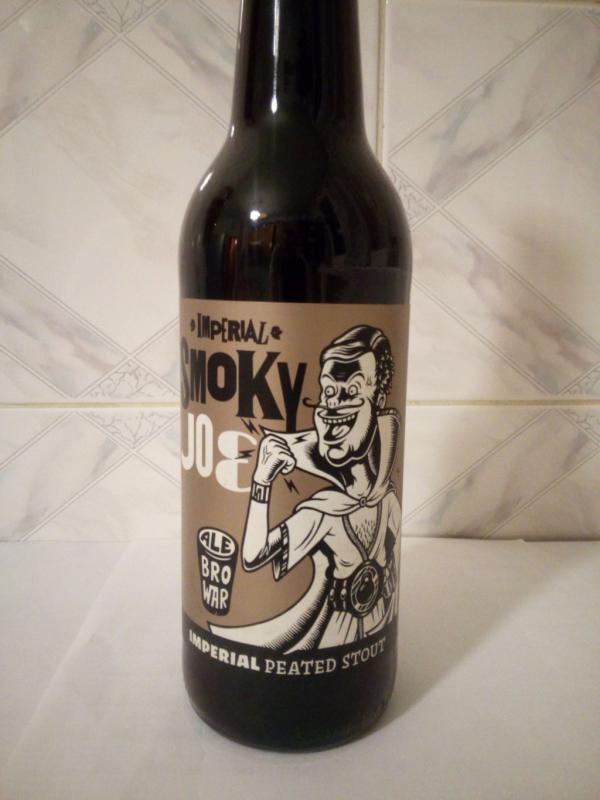 IMPERIAL
SMOKY
JOE
ALE
BRO
WAR
IMPERIAL PEATED STOUT